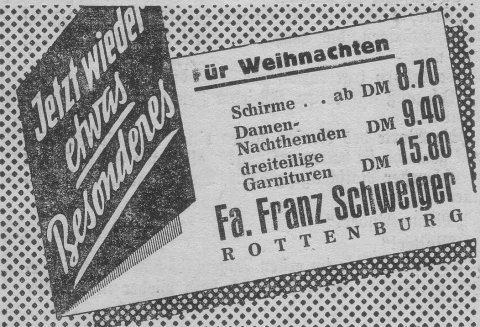 Jetzt wieder
etwas
Besonderes
Für Weihnachten
Schirme . . ab DM 8.70
Damen-
Nachthemden DM 9.40
dreiteilige
Garnituren DM 15.80
Fa. Franz Schweiger
ROTTENBURG